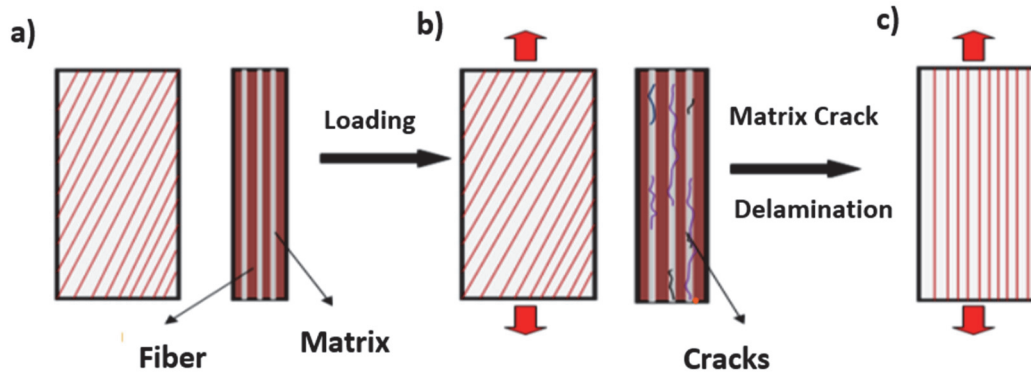 a)
b)
c)
Loading
Matrix Crack
Delamination
Fiber
Matrix
Cracks